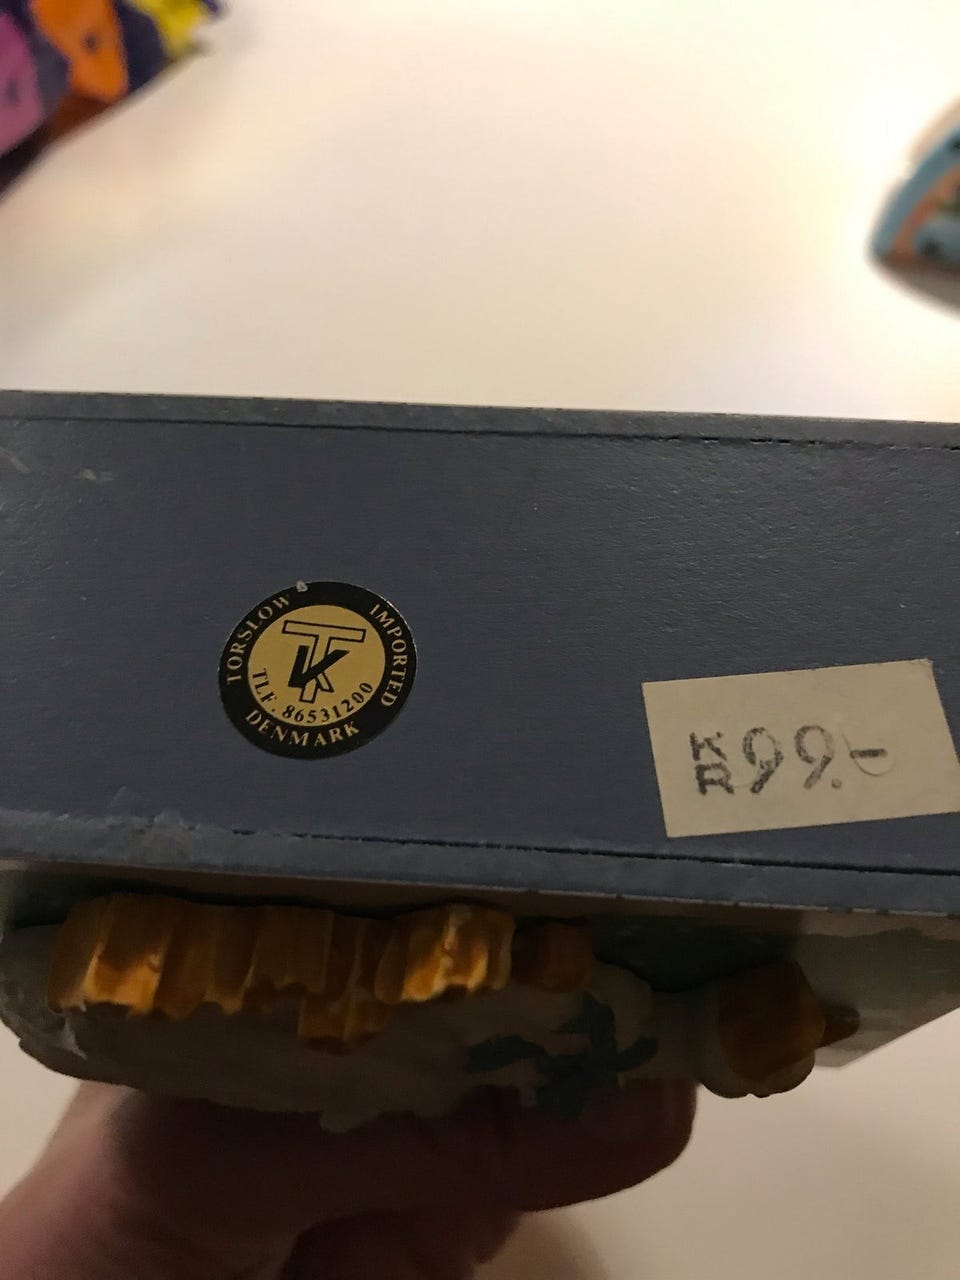 TORSLOW IMPORTED
TK
TLF. 86531200
DENMARK
KR 99.-